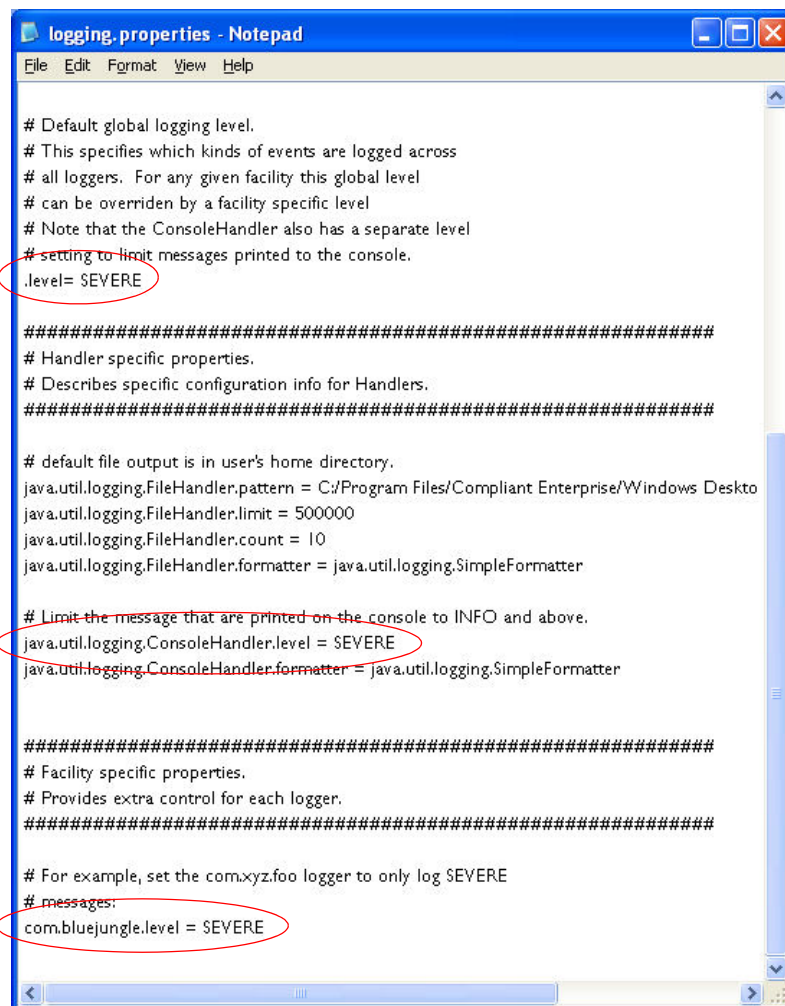 logging.properties - Notepad
File Edit Format View Help
# Default global logging level.
# This specifies which kinds of events are logged across
# all loggers. For any given facility this global level
# can be overriden by a facility specific level
# Note that the ConsoleHandler also has a separate level
# setting to limit messages printed to the console.
.level= SEVERE
############################################################
# Handler specific properties.
# Describes specific configuration info for Handlers.
############################################################
# default file output is in user's home directory.
java.util.logging.FileHandler.pattern = C:/Program Files/Compliant Enterprise/Windows Deskto
java.util.logging.FileHandler.limit = 500000
java.util.logging.FileHandler.count = 10
java.util.logging.FileHandler.formatter = java.util.logging.SimpleFormatter
# Limit the message that are printed on the console to INFO and above.
java.util.logging.ConsoleHandler.level = SEVERE
java.util.logging.ConsoleHandler.formatter = java.util.logging.SimpleFormatter
############################################################
# Facility specific properties.
# Provides extra control for each logger.
############################################################
# For example, set the com.xyz.foo logger to only log SEVERE
# messages:
com.bluejungle.level = SEVERE